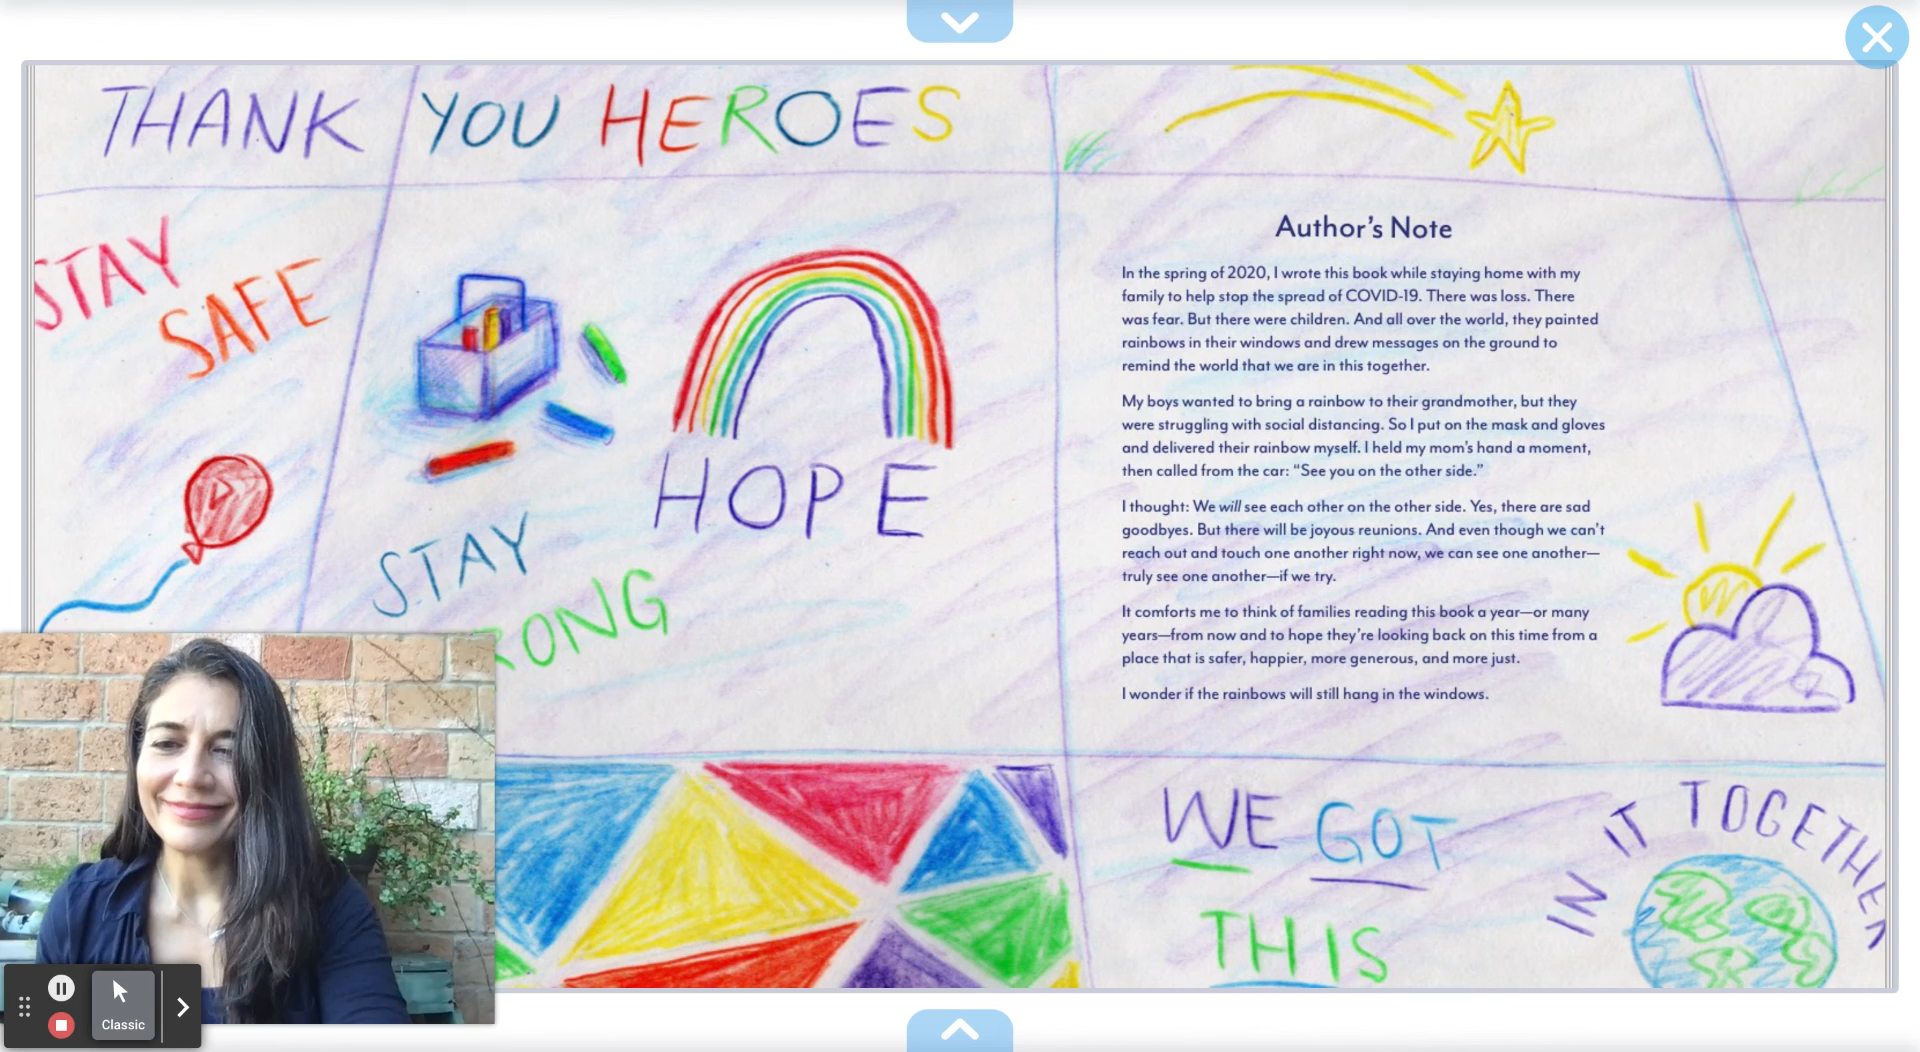 THANK YOU HEROES
STAY
SAFE
HOPE
STAY
RONG
Author's Note
In the spring of 2020, I wrote this book while staying home with my
family to help stop the spread of COVID-19. There was loss. There
was fear. But there were children. And all over the world, they painted
rainbows in their windows and drew messages on the ground to
remind the world that we are in this together.
My boys wanted to bring a rainbow to their grandmother, but they
were struggling with social distancing. So I put on the mask and gloves
and delivered their rainbow myself. I held my mom's hand a moment,
then called from the car: “See you on the other side.”
I thought: We will see each other on the other side. Yes, there are sad
goodbyes. But there will be joyous reunions. And even though we can't
reach out and touch one another right now, we can see one another—
truly see one another—if we try.
It comforts me to think of families reading this book a year—or many
years—from now and to hope they're looking back on this time from a
place that is safer, happier, more generous, and more just.
I wonder if the rainbows will still hang in the windows.
WE GOT
THIS
IN IT TOGETHER
Classic